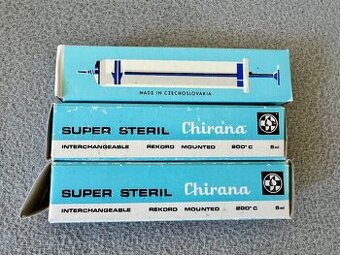 MADE IN CZECHOSLOVAKIA
SUPER STERIL Chirana
INTERCHANGEABLE REKORD MOUNTED 200°C 5ml
SUPER STERIL Chirana
INTERCHANGEABLE REKORD MOUNTED 200°C 5ml